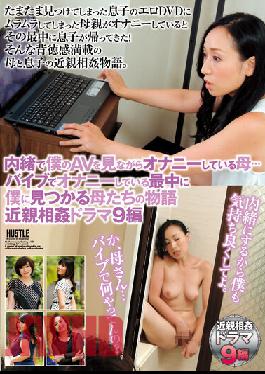 たまたま見つけてしまった息子のエロDVDに
ムラムラしてしまった母親がオナニーしていると
その最中に息子が帰ってきた!
そんな背徳感満載の
母と息子の近親相姦物語。
内緒で僕のAVを見ながらオナニーしている母…
バイブでオナニーしている最中に
僕に見つかる母たちの物語
近親相姦ドラマ9編
HUSTLE
内緒にするから僕も
気持ち良くしてよ。
か、母さん…
バイブで何やってんの
近親相姦
ドラマ
9編